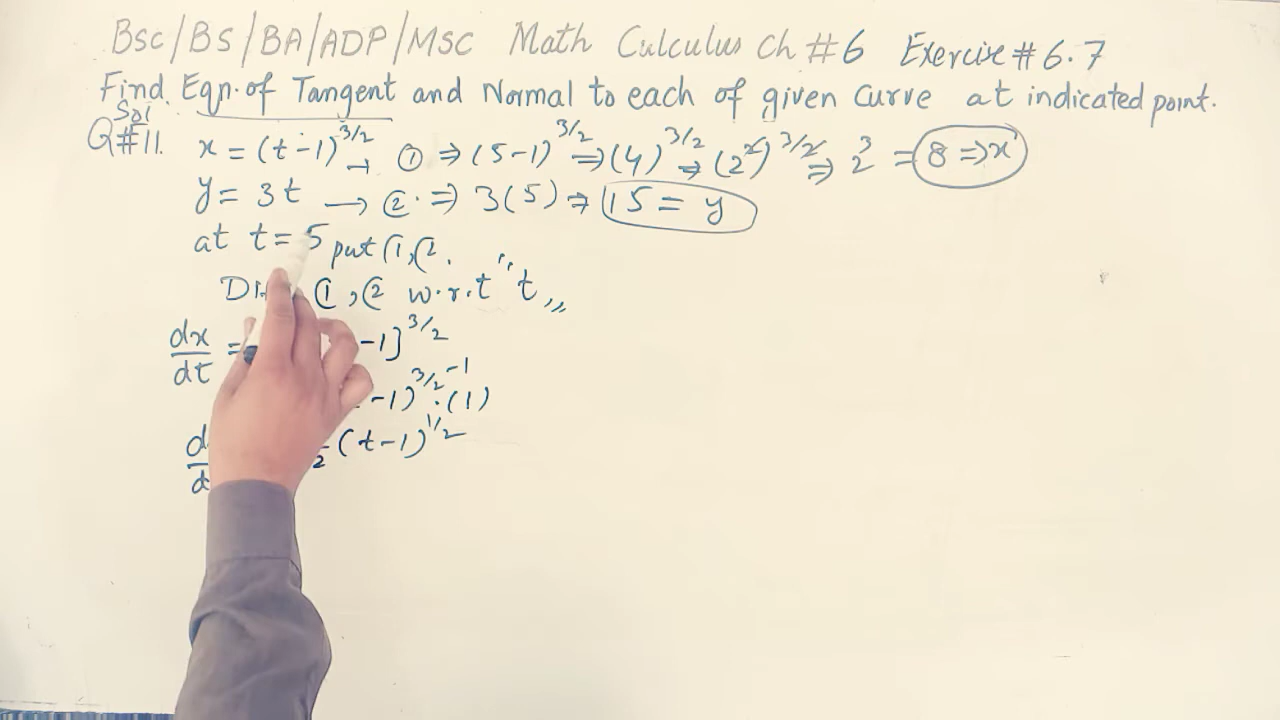 Bsc/BS/BA/ADP/MSC Math Calculus Ch #6 Exercise #6.7
Find Eqn. of Tangent and Normal to each of given Curve at indicated point.
Sol
Q#11. x = (t-1)^3/2 → ① ⇒ (5-1)^3/2 ⇒ (4)^3/2 ⇒ (2^2)^3/2 ⇒ 2^3 = 8 ⇒ x
y = 3t → ② ⇒ 3(5) ⇒ 15 = y
at t = 5 put ①,②.
①,② w.r.t "t"
dx/dt = -1]^3/2
-1)^3/2-1 . (1)
(t-1)^1/2